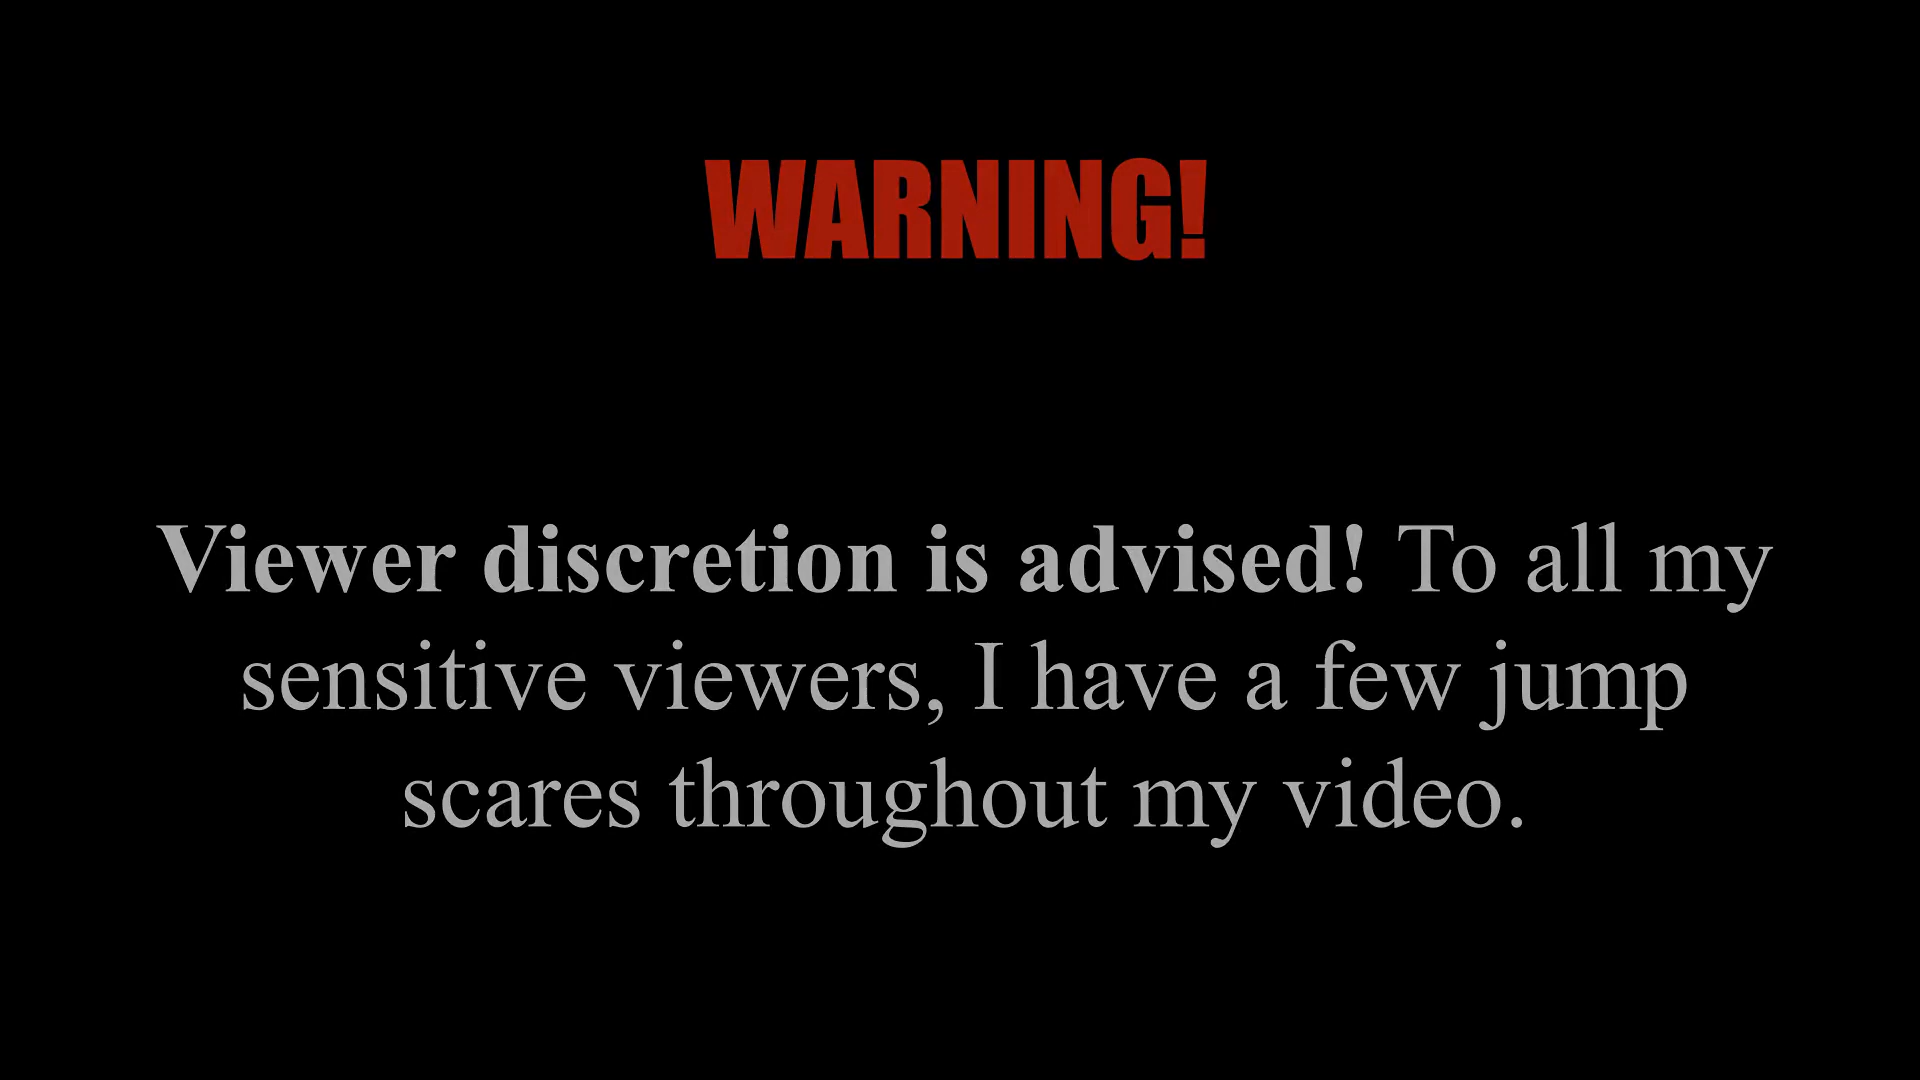 WARNING!
Viewer discretion is advised! To all my
sensitive viewers, I have a few jump
scares throughout my video.